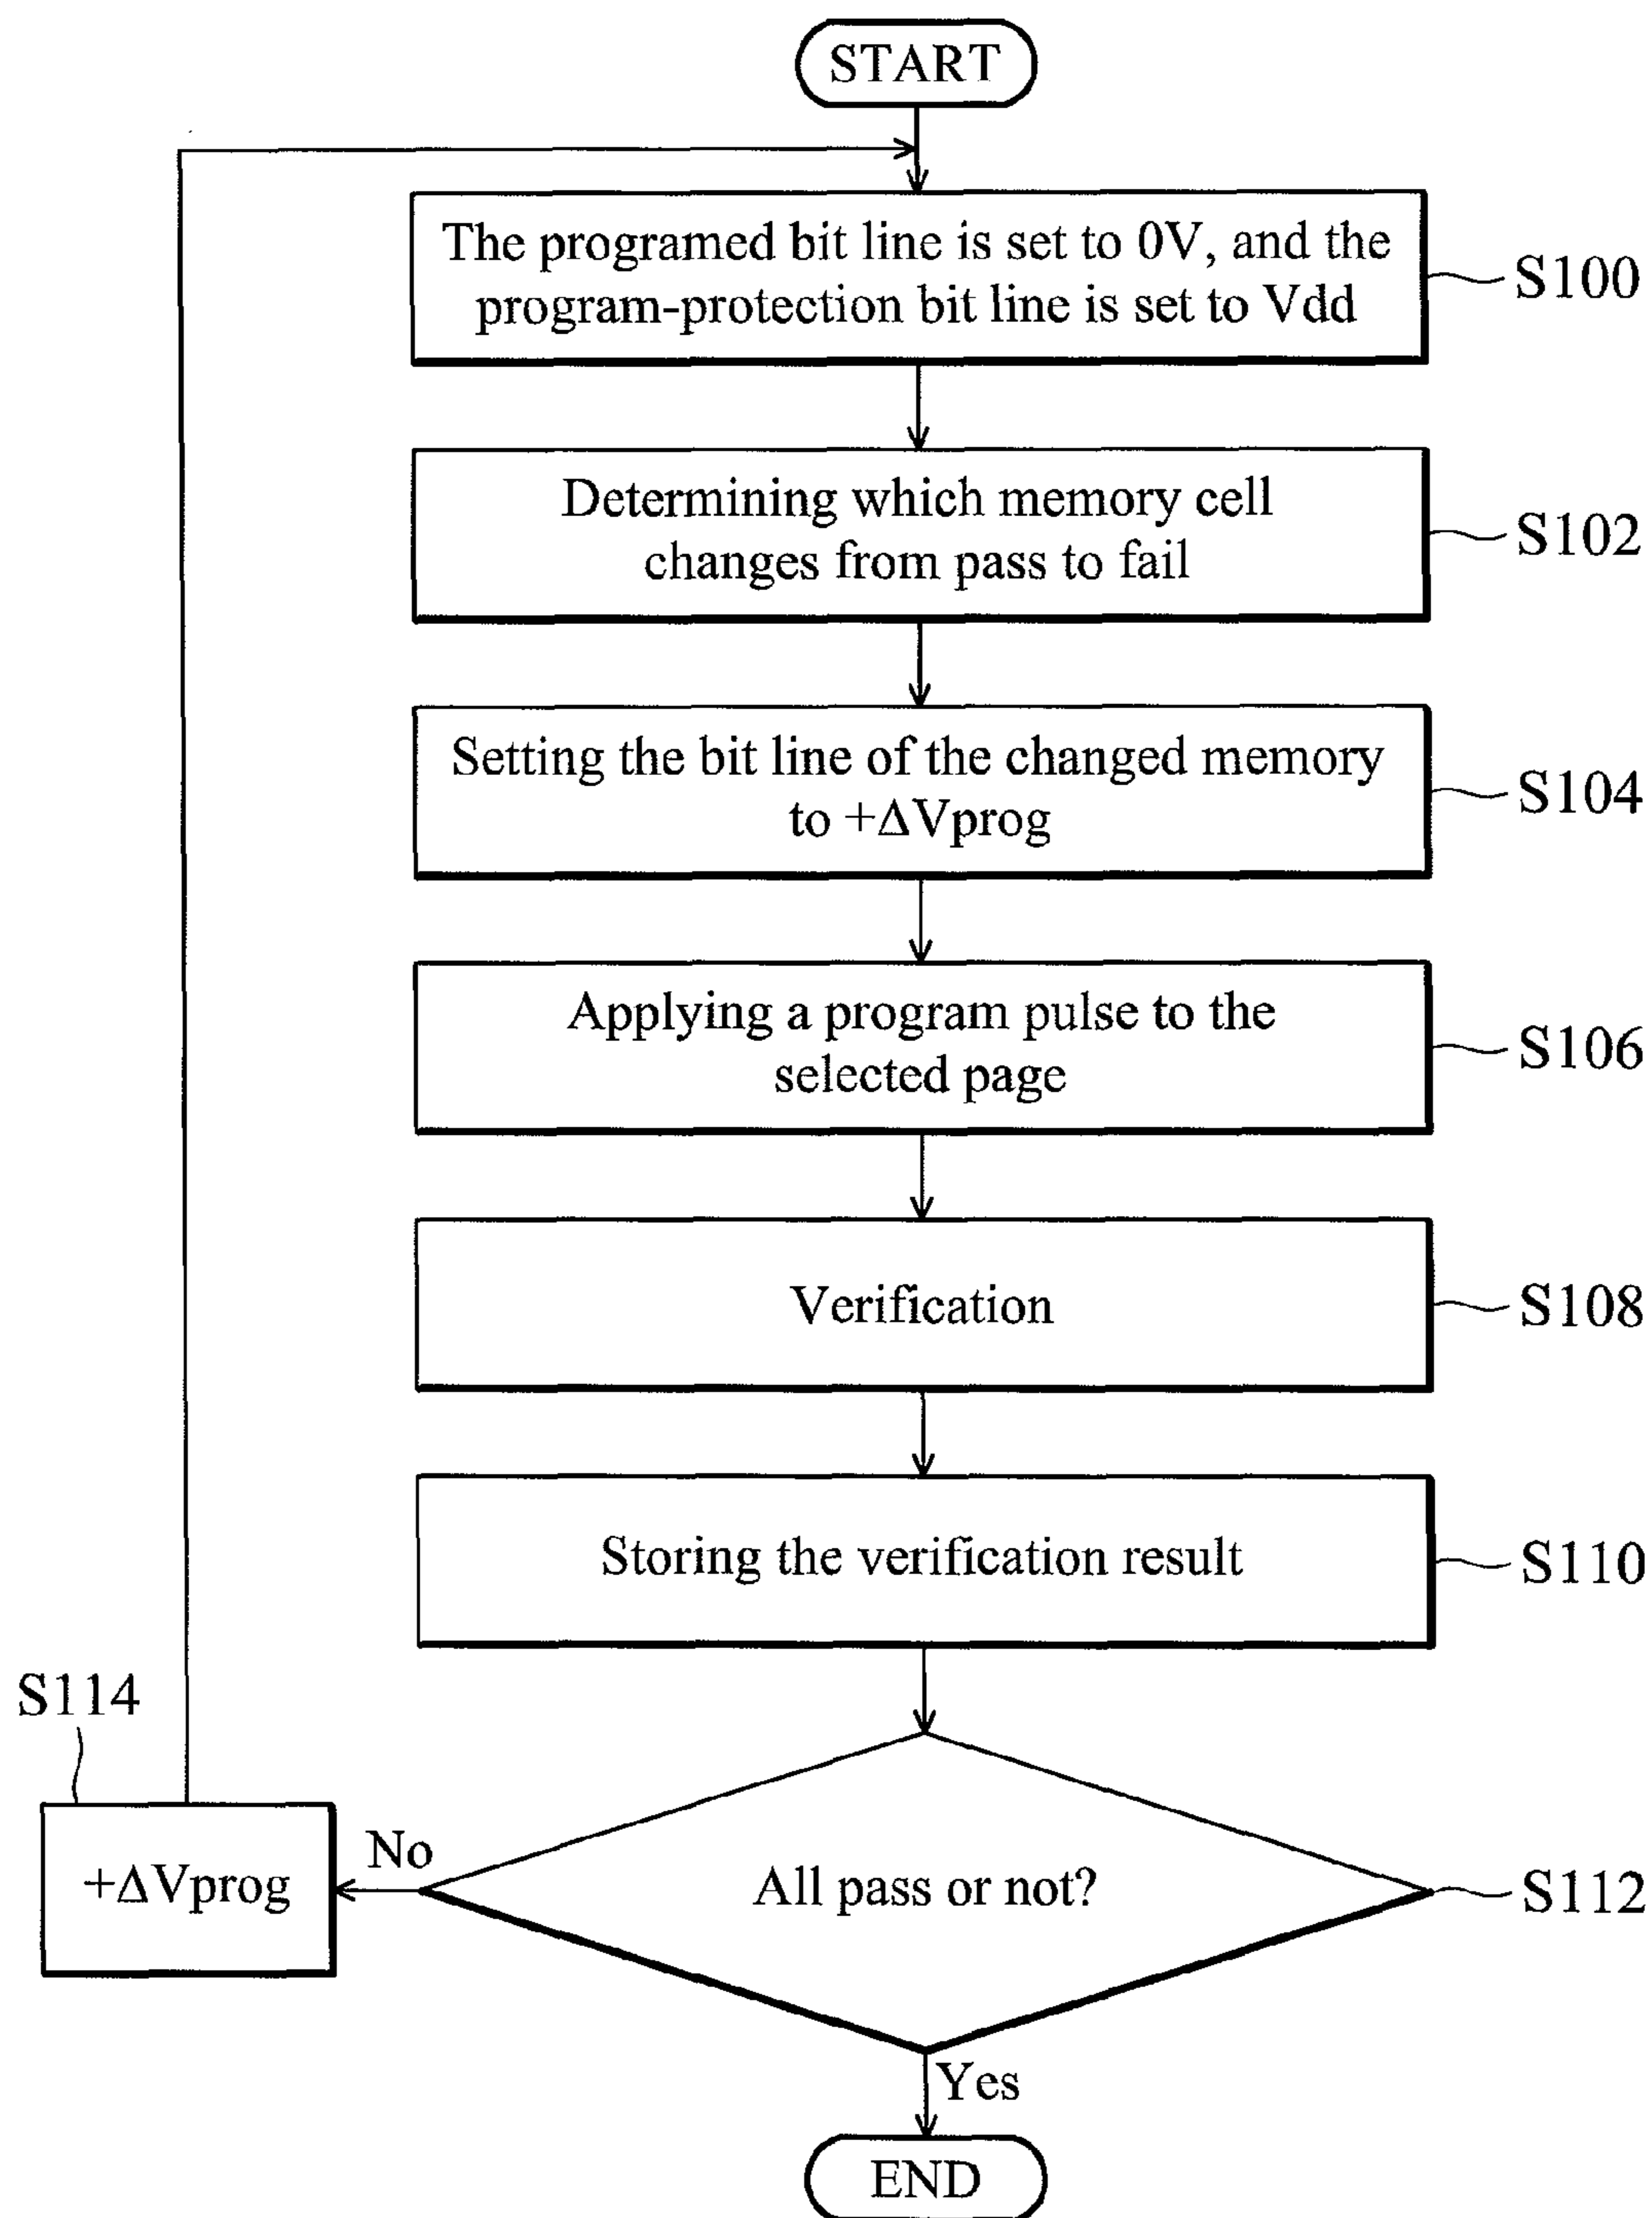 START
The programed bit line is set to 0V, and the
program-protection bit line is set to Vdd
S100
Determining which memory cell
changes from pass to fail
S102
Setting the bit line of the changed memory
to +ΔVprog
S104
Applying a program pulse to the
selected page
S106
Verification
S108
Storing the verification result
S110
S114
+ΔVprog
No
All pass or not?
S112
Yes
END